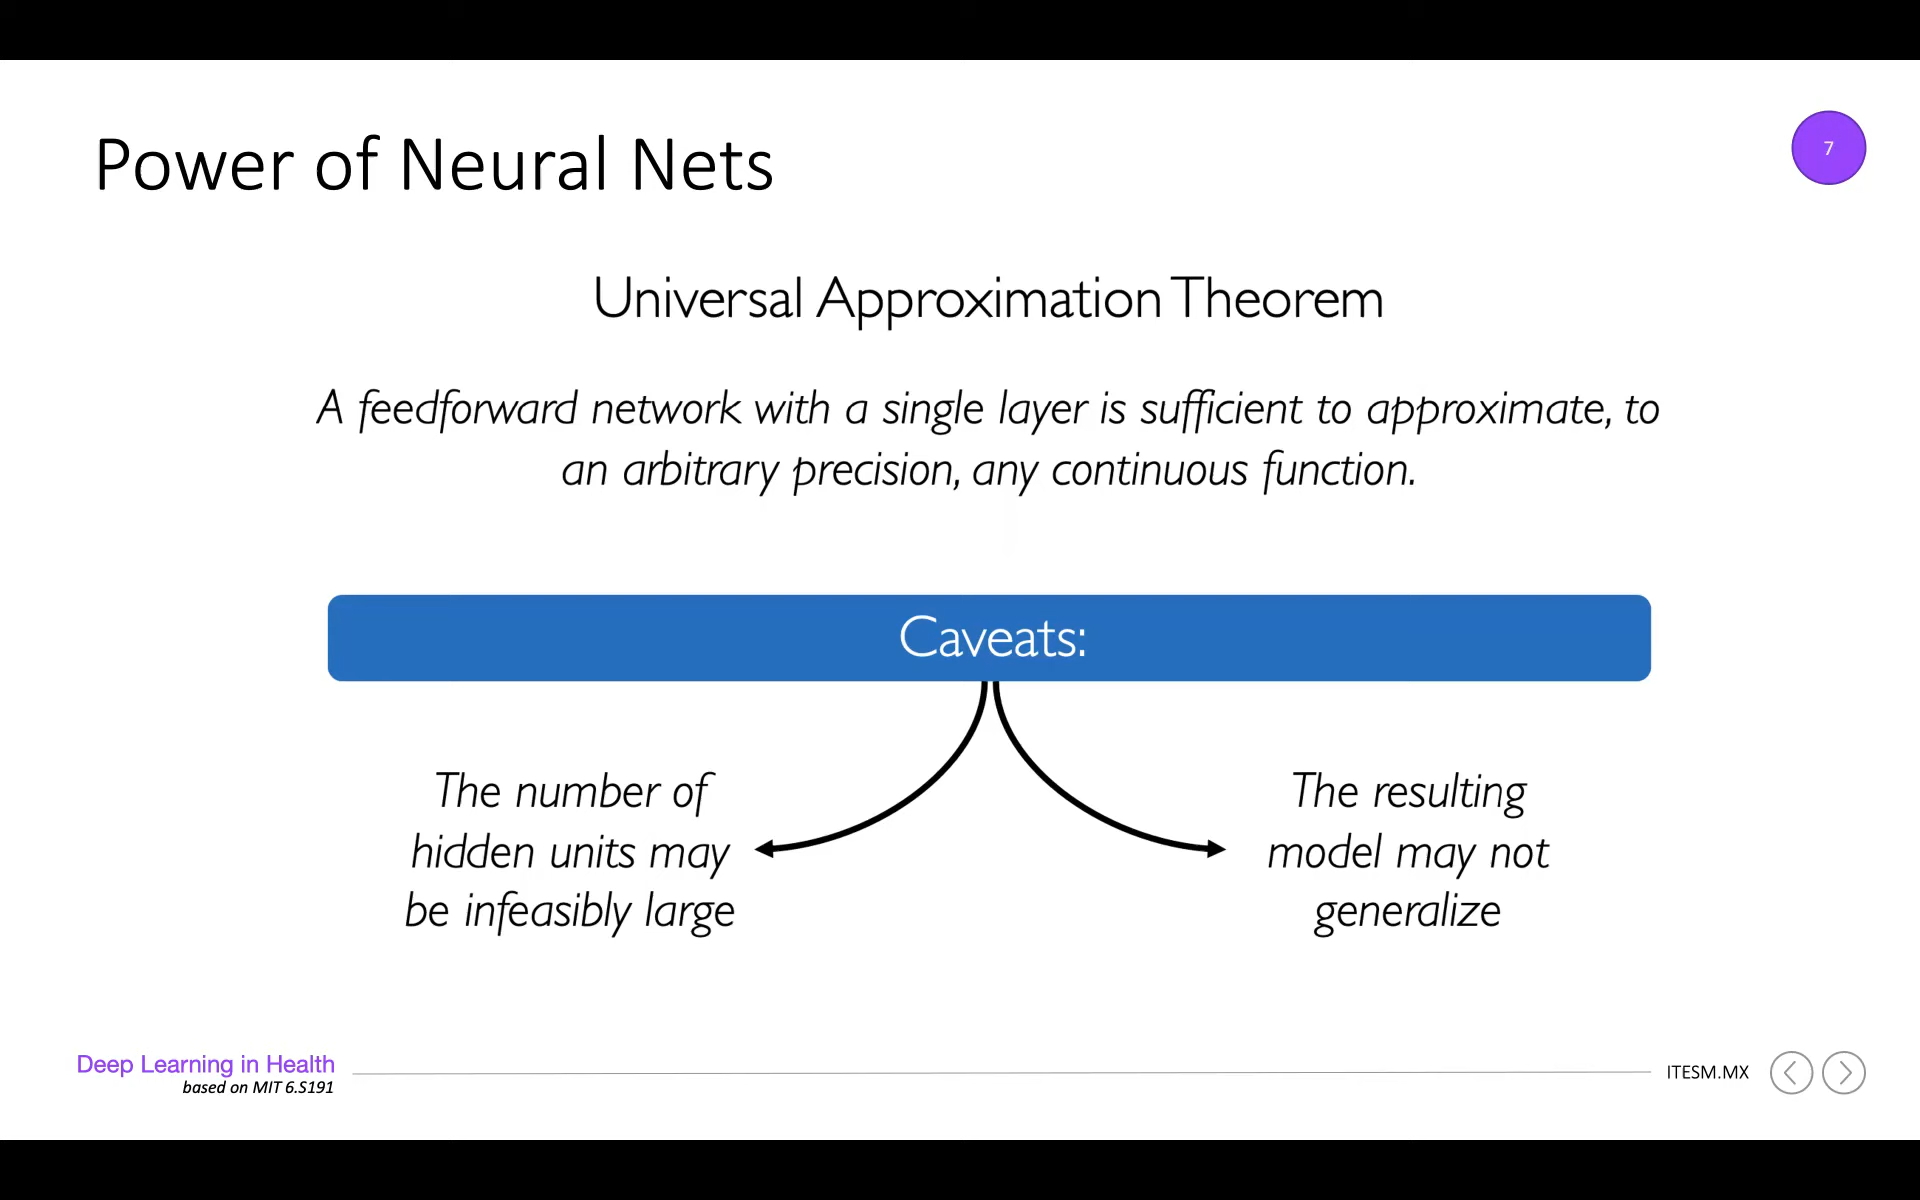 Power of Neural Nets
7
Universal Approximation Theorem
A feedforward network with a single layer is sufficient to approximate, to
an arbitrary precision, any continuous function.
Caveats:
The number of
hidden units may
be infeasibly large
The resulting
model may not
generalize
Deep Learning in Health
based on MIT 6.S191
ITESM.MX